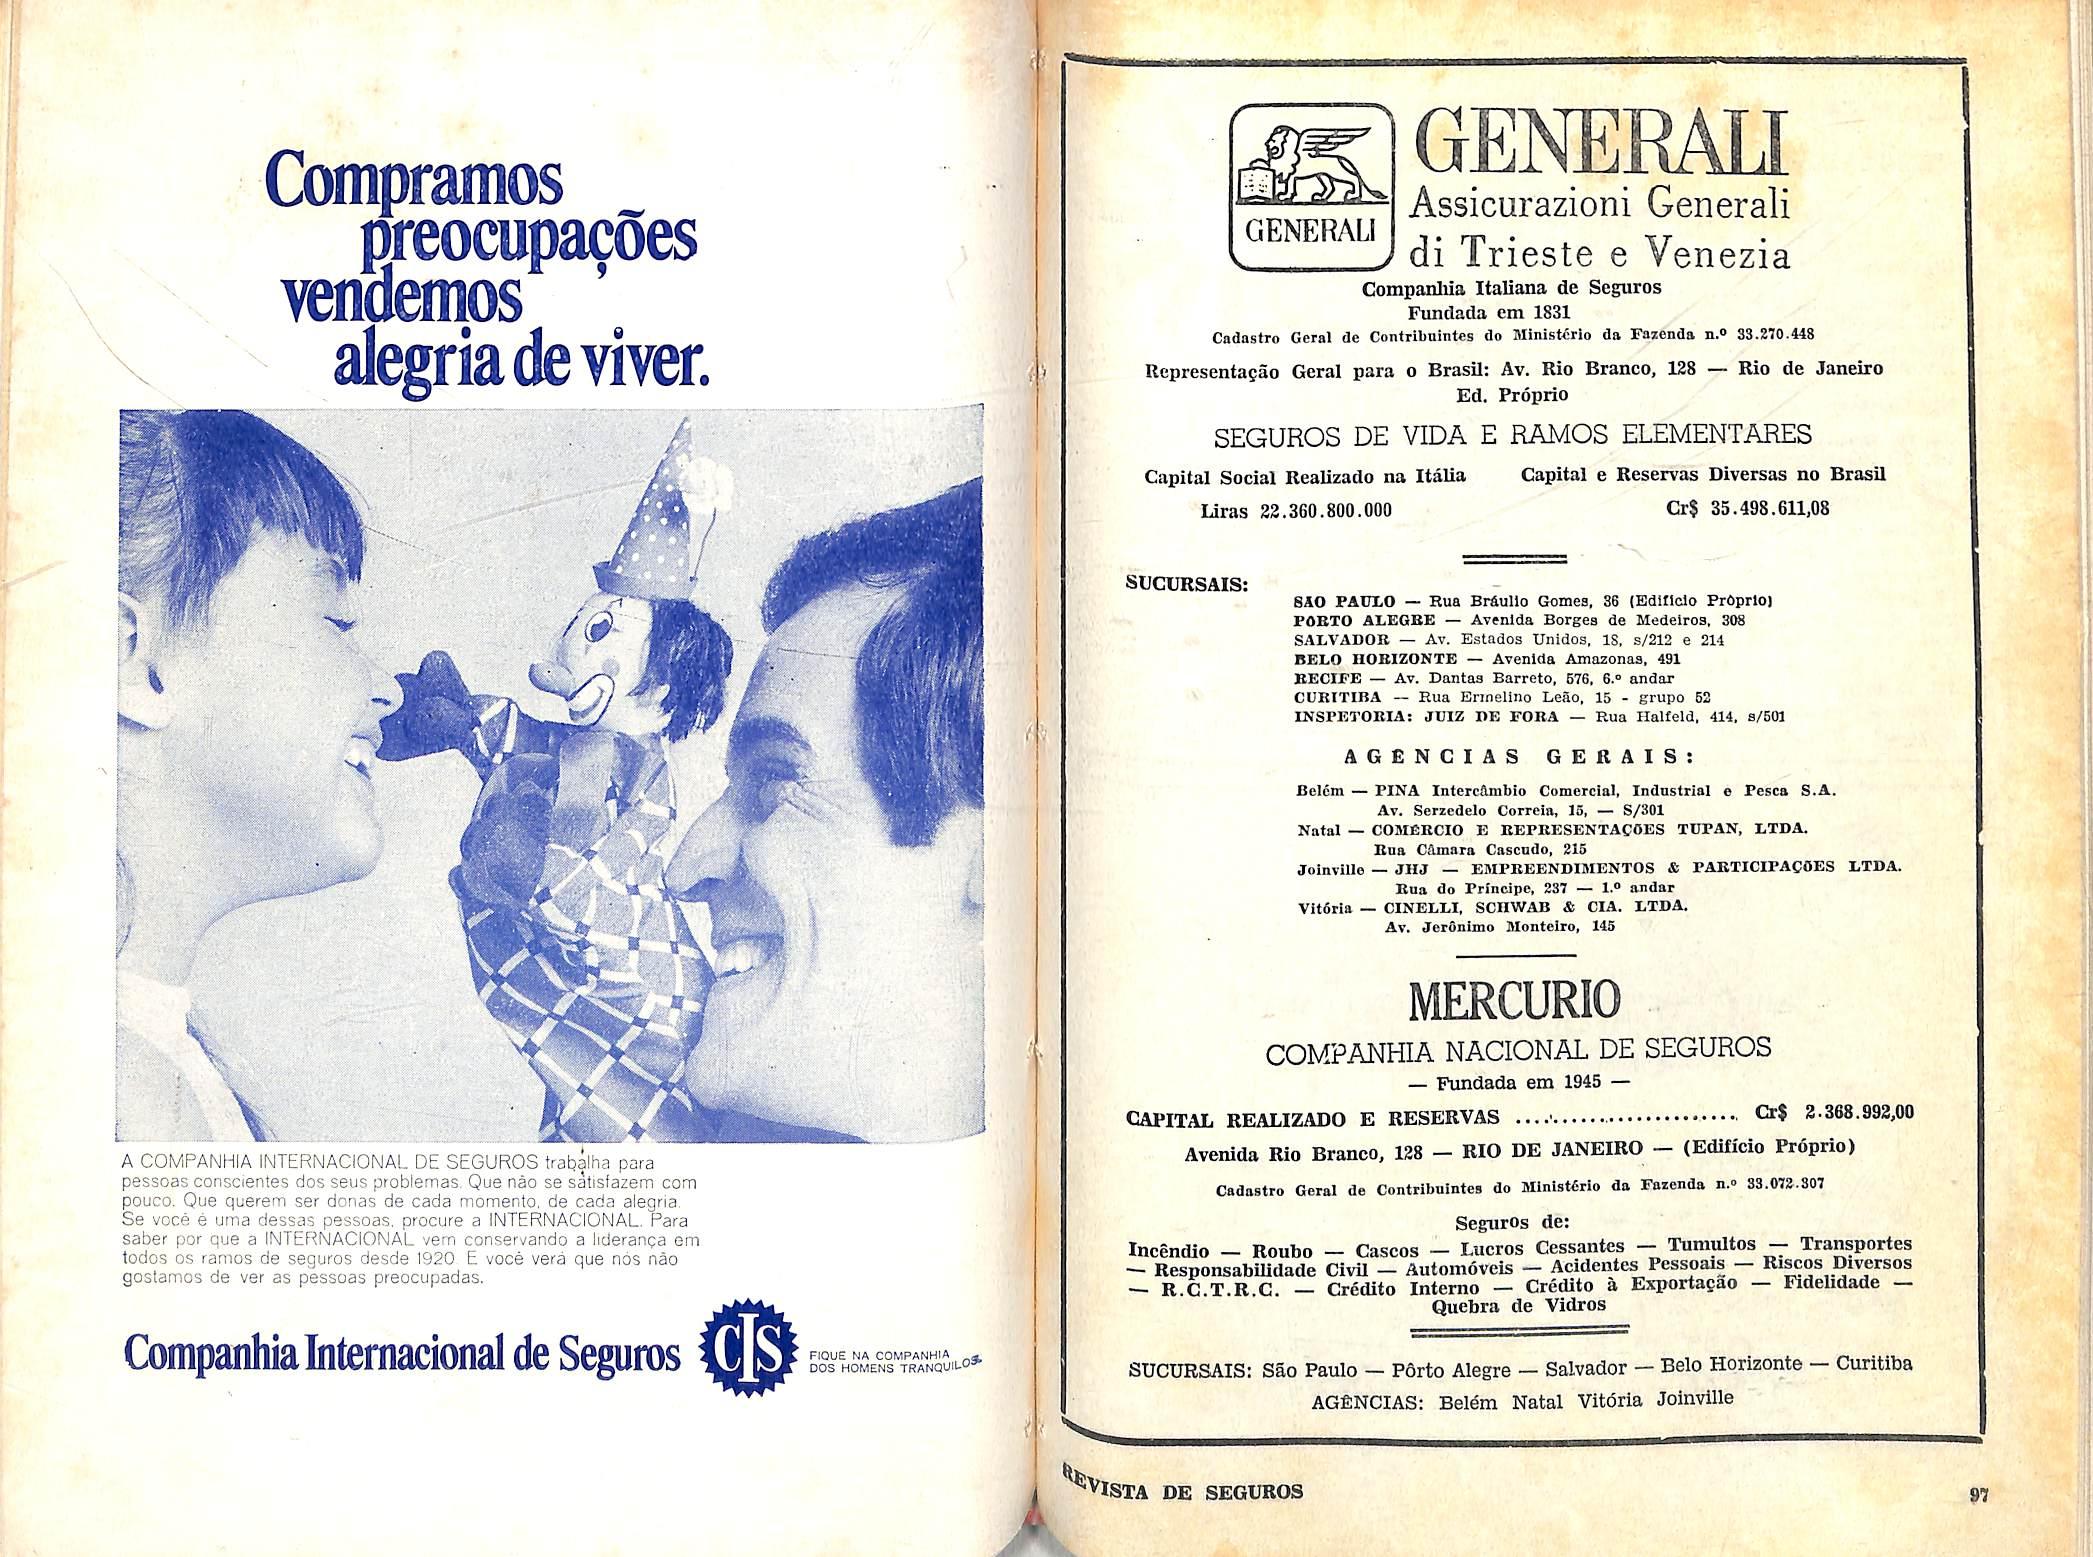 Compramos
preocupações
vendemos
alegria de viver.
A COMPANHIA INTERNACIONAL DE SEGUROS trabalha para
pessoas conscientes dos seus problemas. Que não se satisfazem com
pouco. Que querem ser donas de cada momento, de cada alegria.
Se você é uma dessas pessoas, procure a INTERNACIONAL. Para
saber por que a INTERNACIONAL vem conservando a liderança em
todos os ramos de seguros desde 1920. E você verá que nós não
gostamos de ver as pessoas preocupadas.
Companhia Internacional de Seguros
CIS
FIQUE NA COMPANHIA
DOS HOMENS TRANQUILOS
GENERALI
GENERALI
Assicurazioni Generali
di Trieste e Venezia
Companhia Italiana de Seguros
Fundada em 1831
Cadastro Geral de Contribuintes do Ministério da Fazenda n.º 33.270.448
Representação Geral para o Brasil: Av. Rio Branco, 128 — Rio de Janeiro
Ed. Próprio
SEGUROS DE VIDA E RAMOS ELEMENTARES
Capital Social Realizado na Itália Capital e Reservas Diversas no Brasil
Liras 22.360.800.000 Cr$ 35.498.611,08
SUCURSAIS:
SAO PAULO — Rua Bráulio Gomes, 36 (Edifício Próprio)
PORTO ALEGRE — Avenida Borges de Medeiros, 308
SALVADOR — Av. Estados Unidos, 18, s/212 e 214
BELO HORIZONTE — Avenida Amazonas, 491
RECIFE — Av. Dantas Barreto, 576, 6.º andar
CURITIBA — Rua Ermelino Leão, 15 - grupo 52
INSPETORIA: JUIZ DE FORA — Rua Halfeld, 414, s/501
AGÊNCIAS GERAIS:
Belém — PINA Intercâmbio Comercial, Industrial e Pesca S.A.
Av. Serzedelo Correia, 15, — S/301
Natal — COMÉRCIO E REPRESENTAÇÕES TUPAN, LTDA.
Rua Câmara Cascudo, 215
Joinville — JHJ — EMPREENDIMENTOS & PARTICIPAÇÕES LTDA.
Rua do Príncipe, 237 — 1.º andar
Vitória — CINELLI, SCHWAB & CIA. LTDA.
Av. Jerônimo Monteiro, 145
MERCURIO
COMPANHIA NACIONAL DE SEGUROS
— Fundada em 1945 —
CAPITAL REALIZADO E RESERVAS ........................ Cr$ 2.368.992,00
Avenida Rio Branco, 128 — RIO DE JANEIRO — (Edifício Próprio)
Cadastro Geral de Contribuintes do Ministério da Fazenda n.º 33.072.307
Seguros de:
Incêndio — Roubo — Cascos — Lucros Cessantes — Tumultos — Transportes
— Responsabilidade Civil — Automóveis — Acidentes Pessoais — Riscos Diversos
— R.C.T.R.C. — Crédito Interno — Crédito à Exportação — Fidelidade —
Quebra de Vidros
SUCURSAIS: São Paulo — Pôrto Alegre — Salvador — Belo Horizonte — Curitiba
AGÊNCIAS: Belém Natal Vitória Joinville
REVISTA DE SEGUROS
97